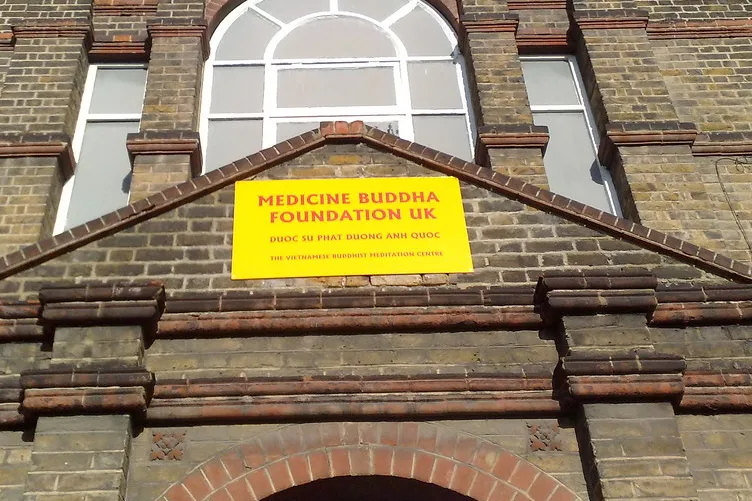 MEDICINE BUDDHA
FOUNDATION UK
DUOC SU PHAT DUONG ANH QUOC
THE VIETNAMESE BUDDHIST MEDITATION CENTRE